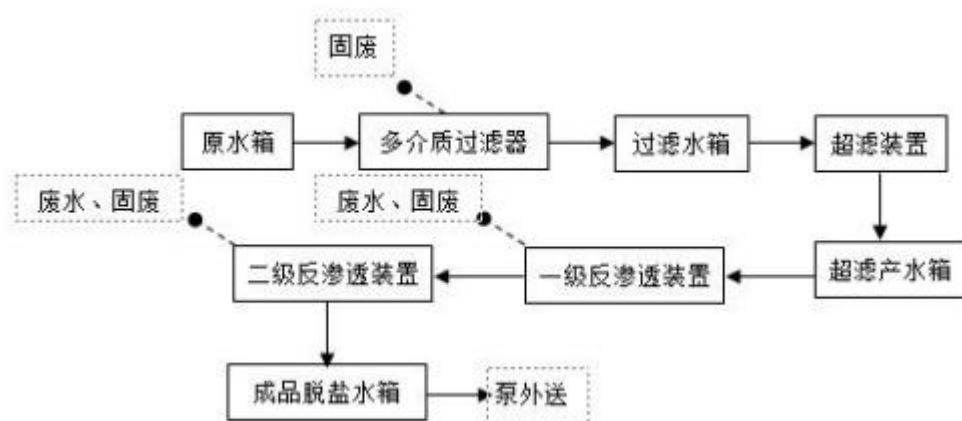 固废
原水箱
多介质过滤器
过滤水箱
超滤装置
废水、固废
废水、固废
二级反渗透装置
一级反渗透装置
超滤产水箱
成品脱盐水箱
泵外送